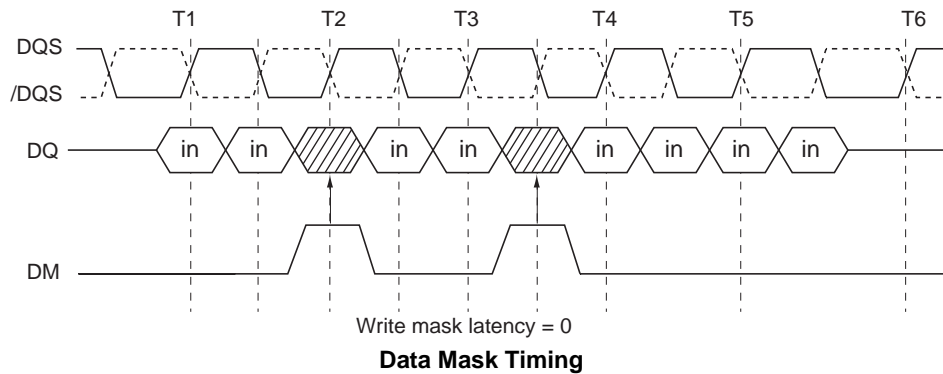 T1 T2 T3 T4 T5 T6
DQS
/DQS
DQ in in in in in in in in
DM
Write mask latency = 0
Data Mask Timing